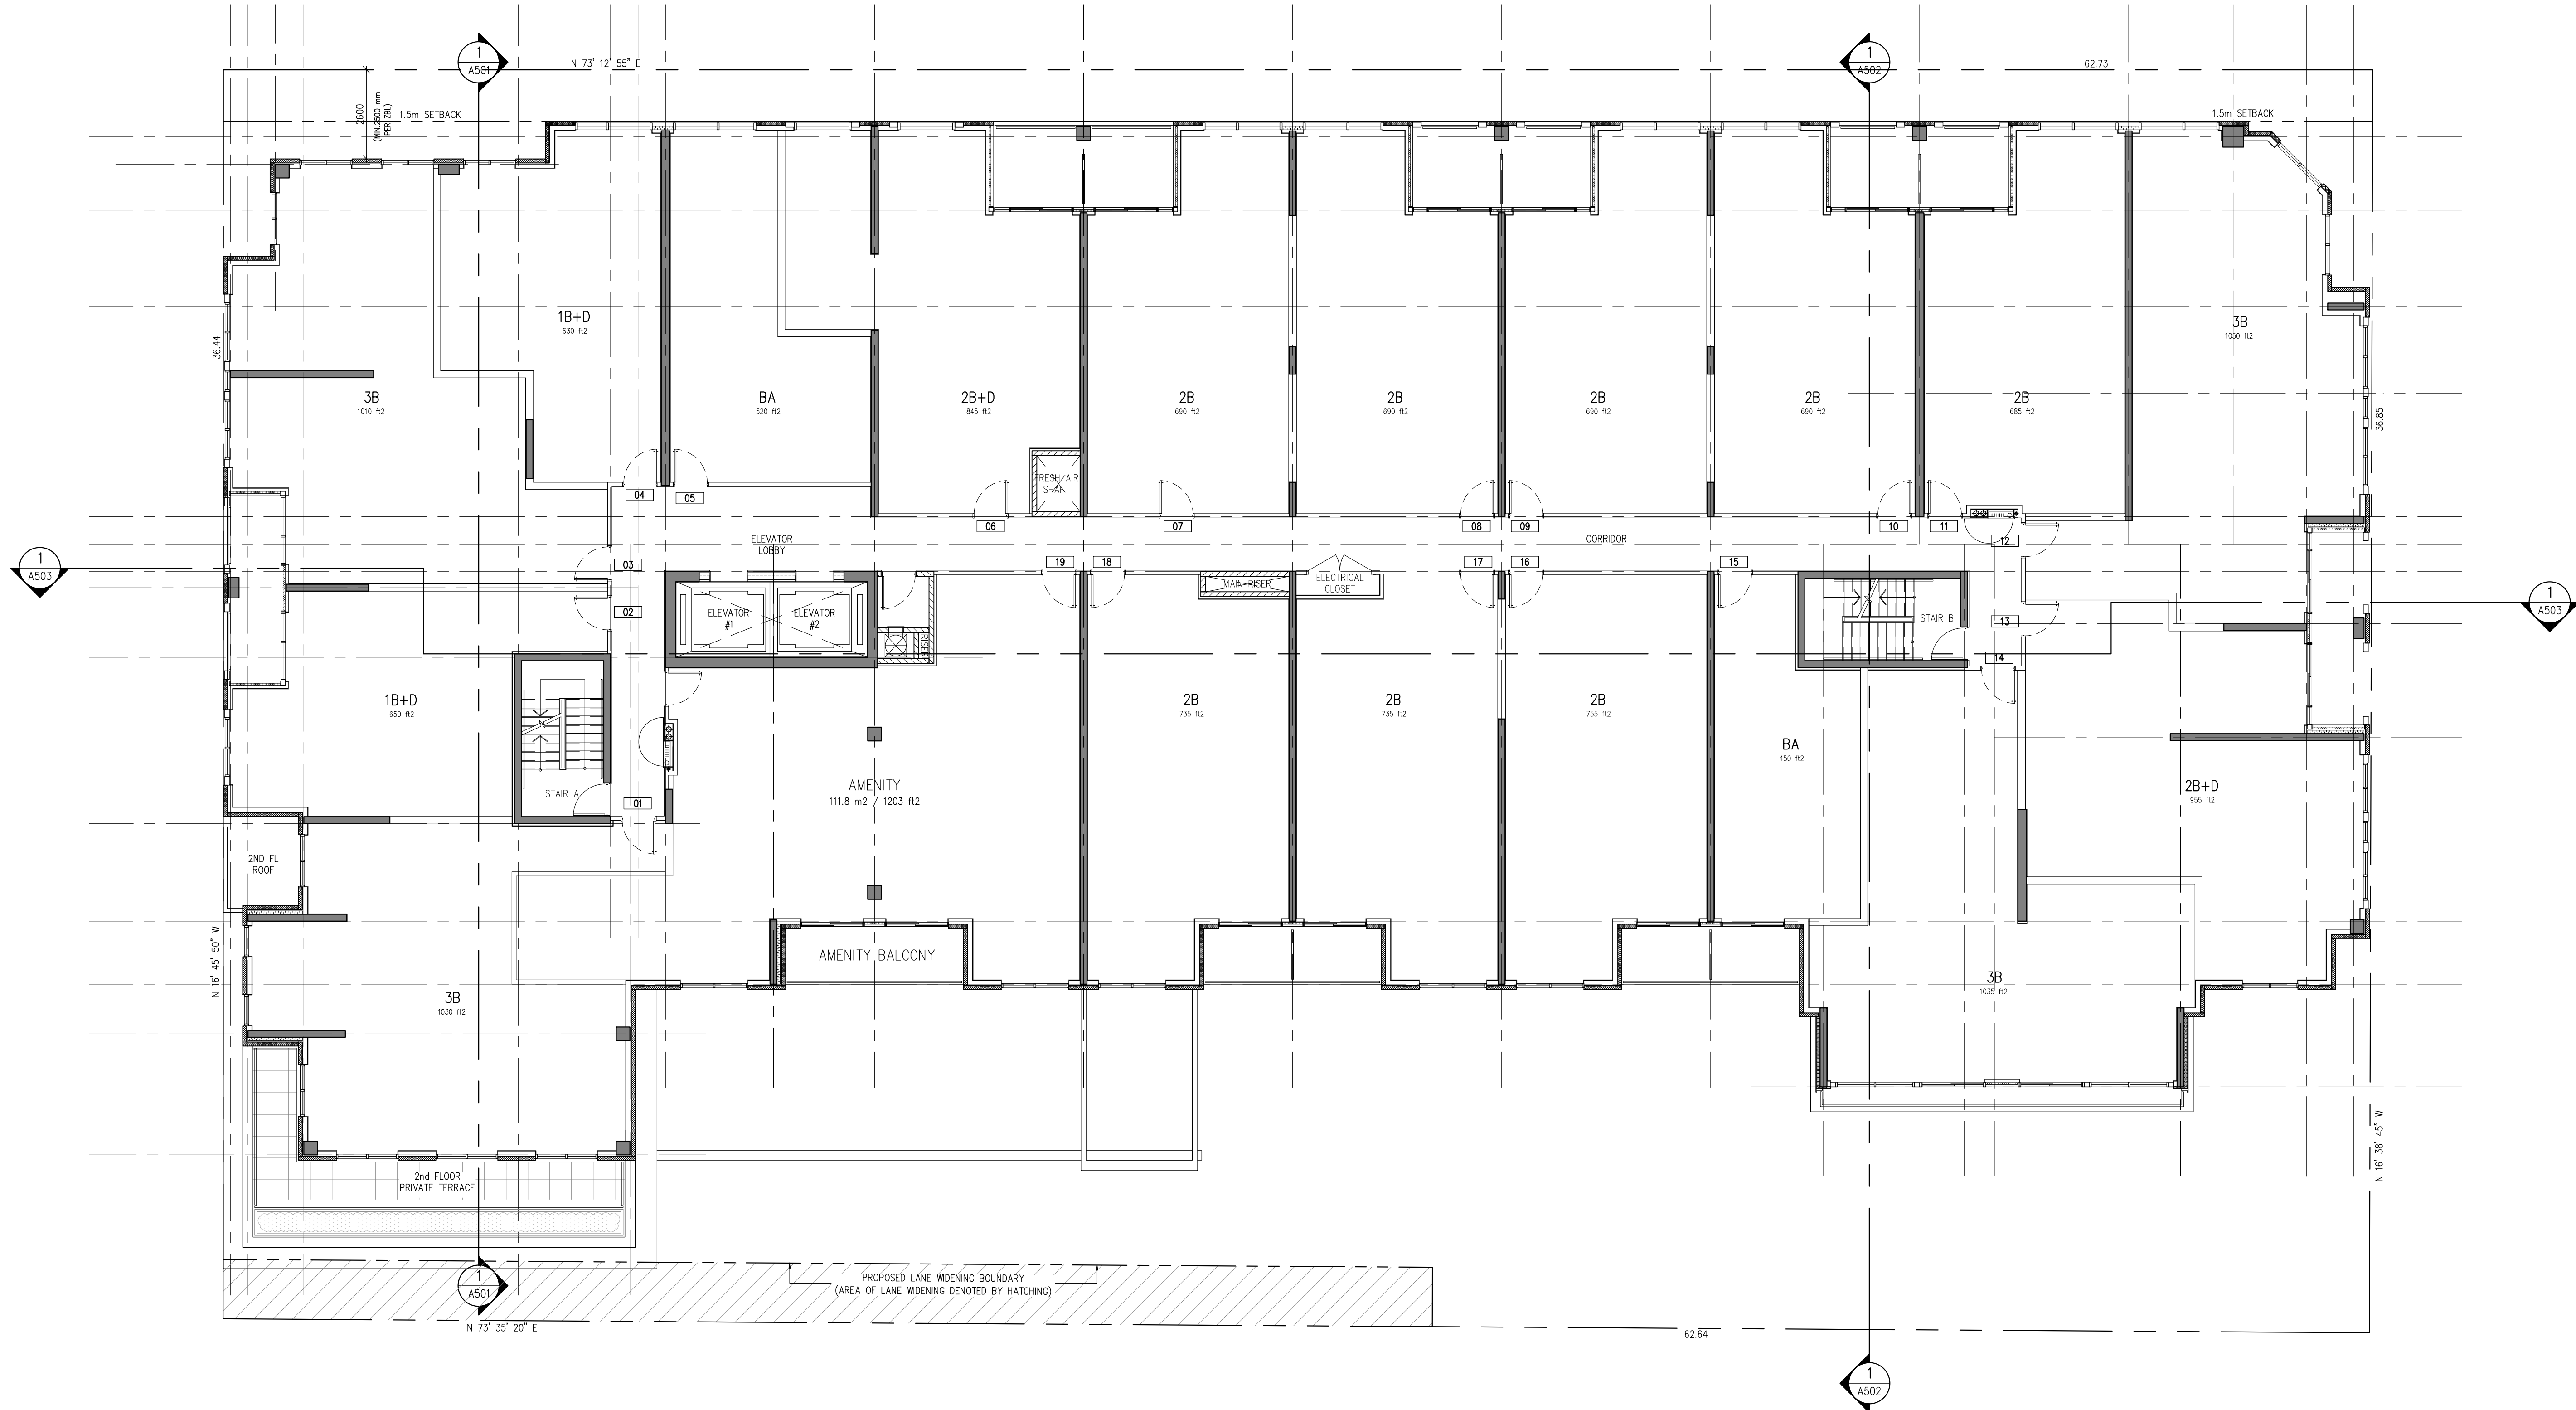 1
A501
N 73' 12' 55" E
1
A502
62.73
2600
(MIN.2500 mm
PER ZBL)
1.5m SETBACK
1.5m SETBACK
1B+D
630 ft2
3B
1050 ft2
36.44
3B
1010 ft2
BA
520 ft2
2B+D
845 ft2
2B
690 ft2
2B
690 ft2
2B
690 ft2
2B
690 ft2
2B
685 ft2
36.85
FRESH AIR
SHAFT
04
05
06
07
08
09
10
11
12
ELEVATOR
LOBBY
CORRIDOR
1
A503
03
19
18
17
16
15
MAIN RISER
ELECTRICAL
CLOSET
1
A503
02
ELEVATOR
#1
ELEVATOR
#2
STAIR B
13
14
1B+D
650 ft2
2B
735 ft2
2B
735 ft2
2B
755 ft2
BA
450 ft2
STAIR A
01
AMENITY
111.8 m2 / 1203 ft2
2B+D
955 ft2
2ND FL
ROOF
AMENITY BALCONY
N 16' 45' 50" W
3B
1030 ft2
3B
1035 ft2
N 16' 38' 45" W
2nd FLOOR
PRIVATE TERRACE
1
A501
PROPOSED LANE WIDENING BOUNDARY
(AREA OF LANE WIDENING DENOTED BY HATCHING)
N 73' 35' 20" E
62.64
1
A502